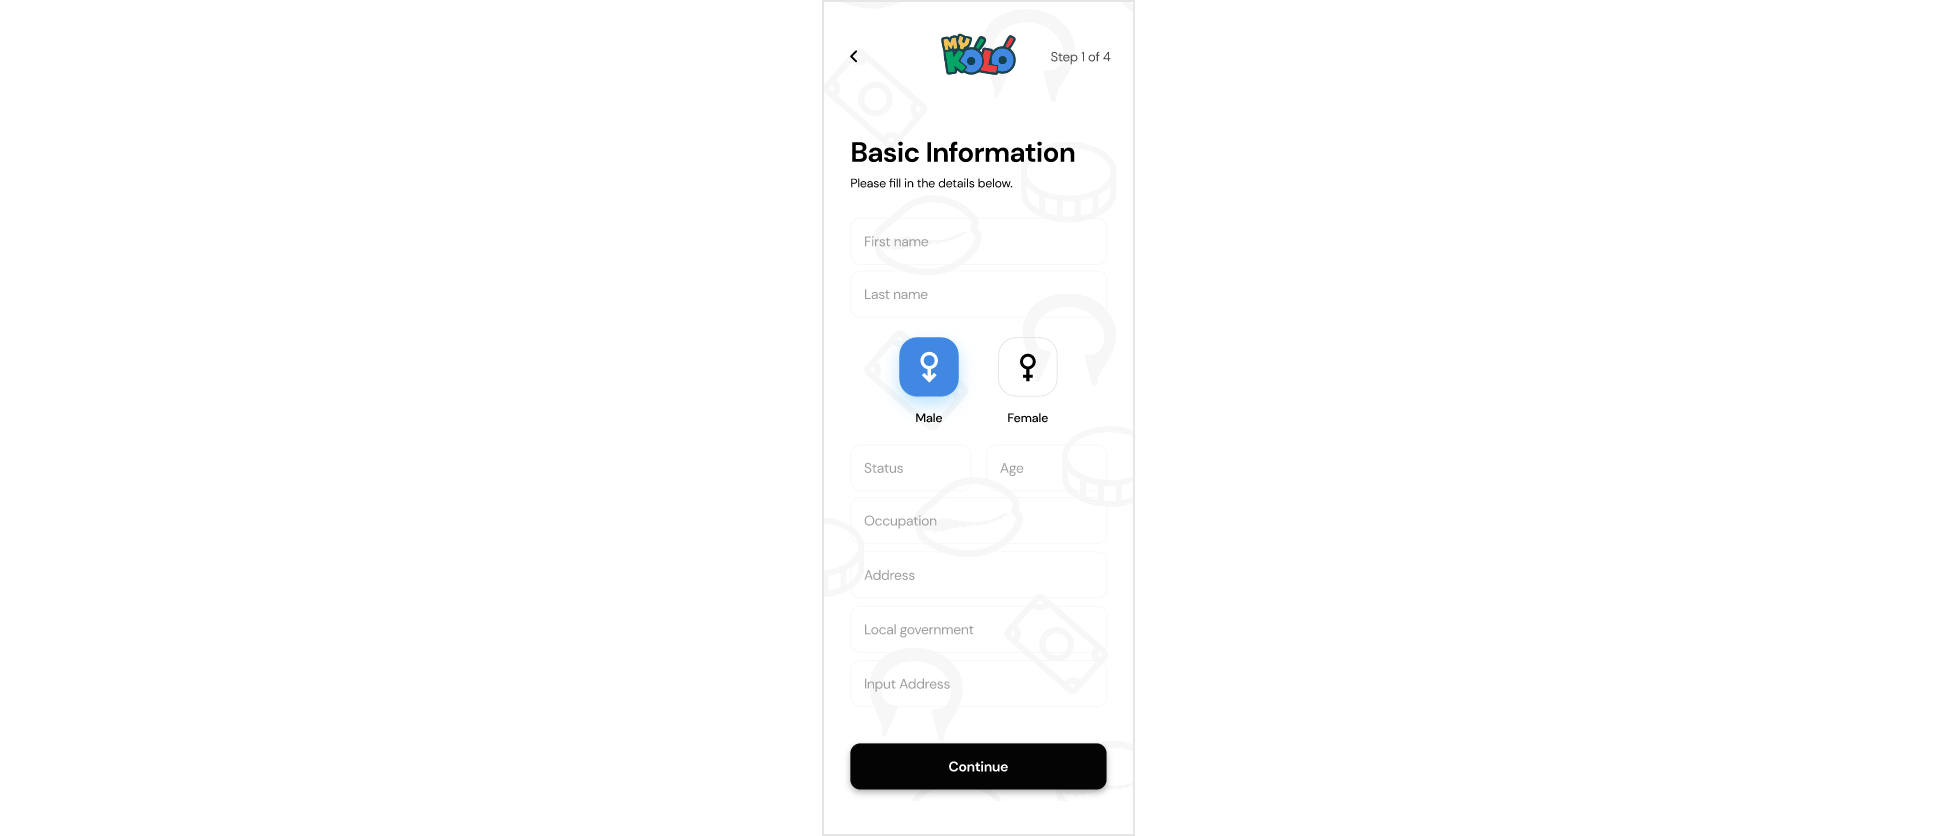 MY
KÓLÓ
Step 1 of 4
Basic Information
Please fill in the details below.
First name
Last name
Male
Female
Status
Age
Occupation
Address
Local government
Input Address
Continue